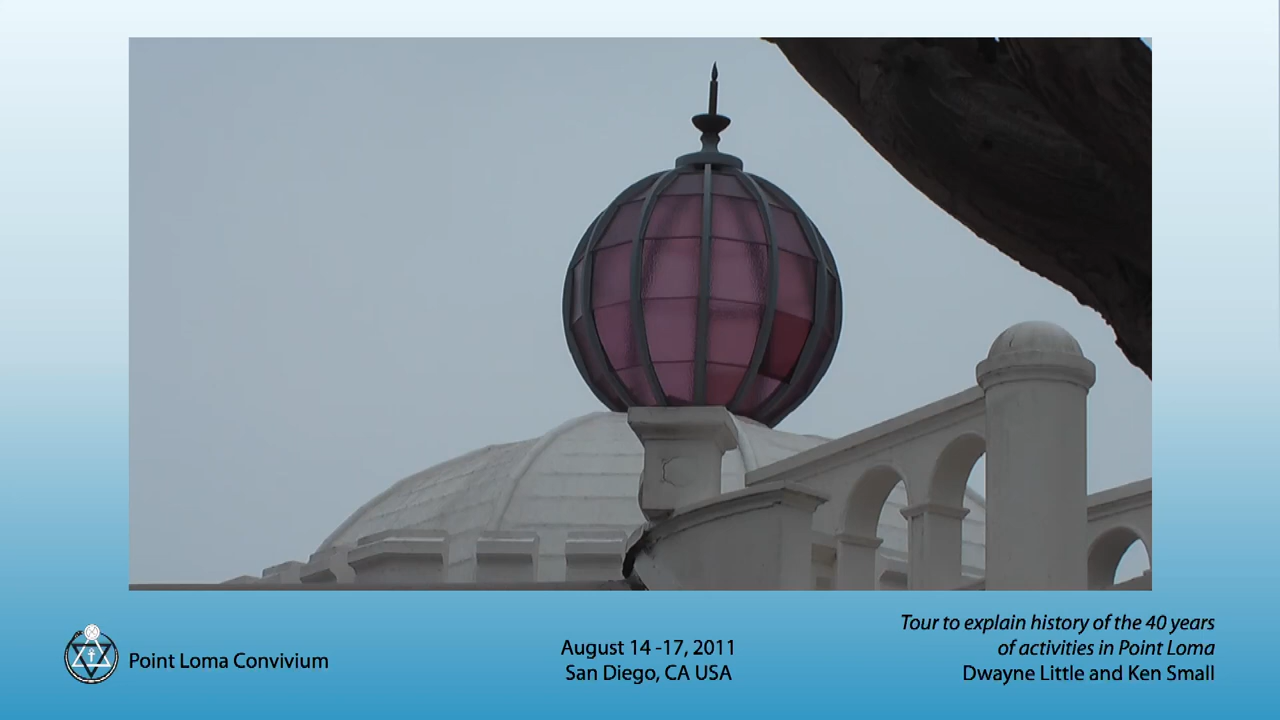 Point Loma Convivium
August 14 -17, 2011
San Diego, CA USA
Tour to explain history of the 40 years
of activities in Point Loma
Dwayne Little and Ken Small